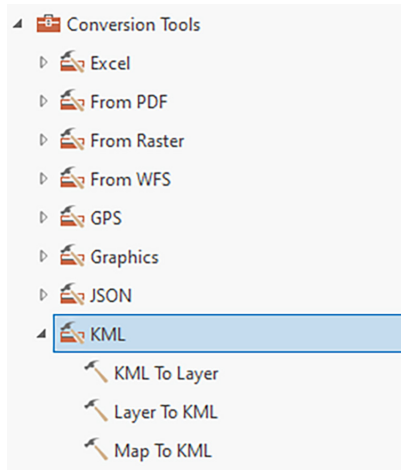 Conversion Tools
Excel
From PDF
From Raster
From WFS
GPS
Graphics
JSON
KML
KML To Layer
Layer To KML
Map To KML